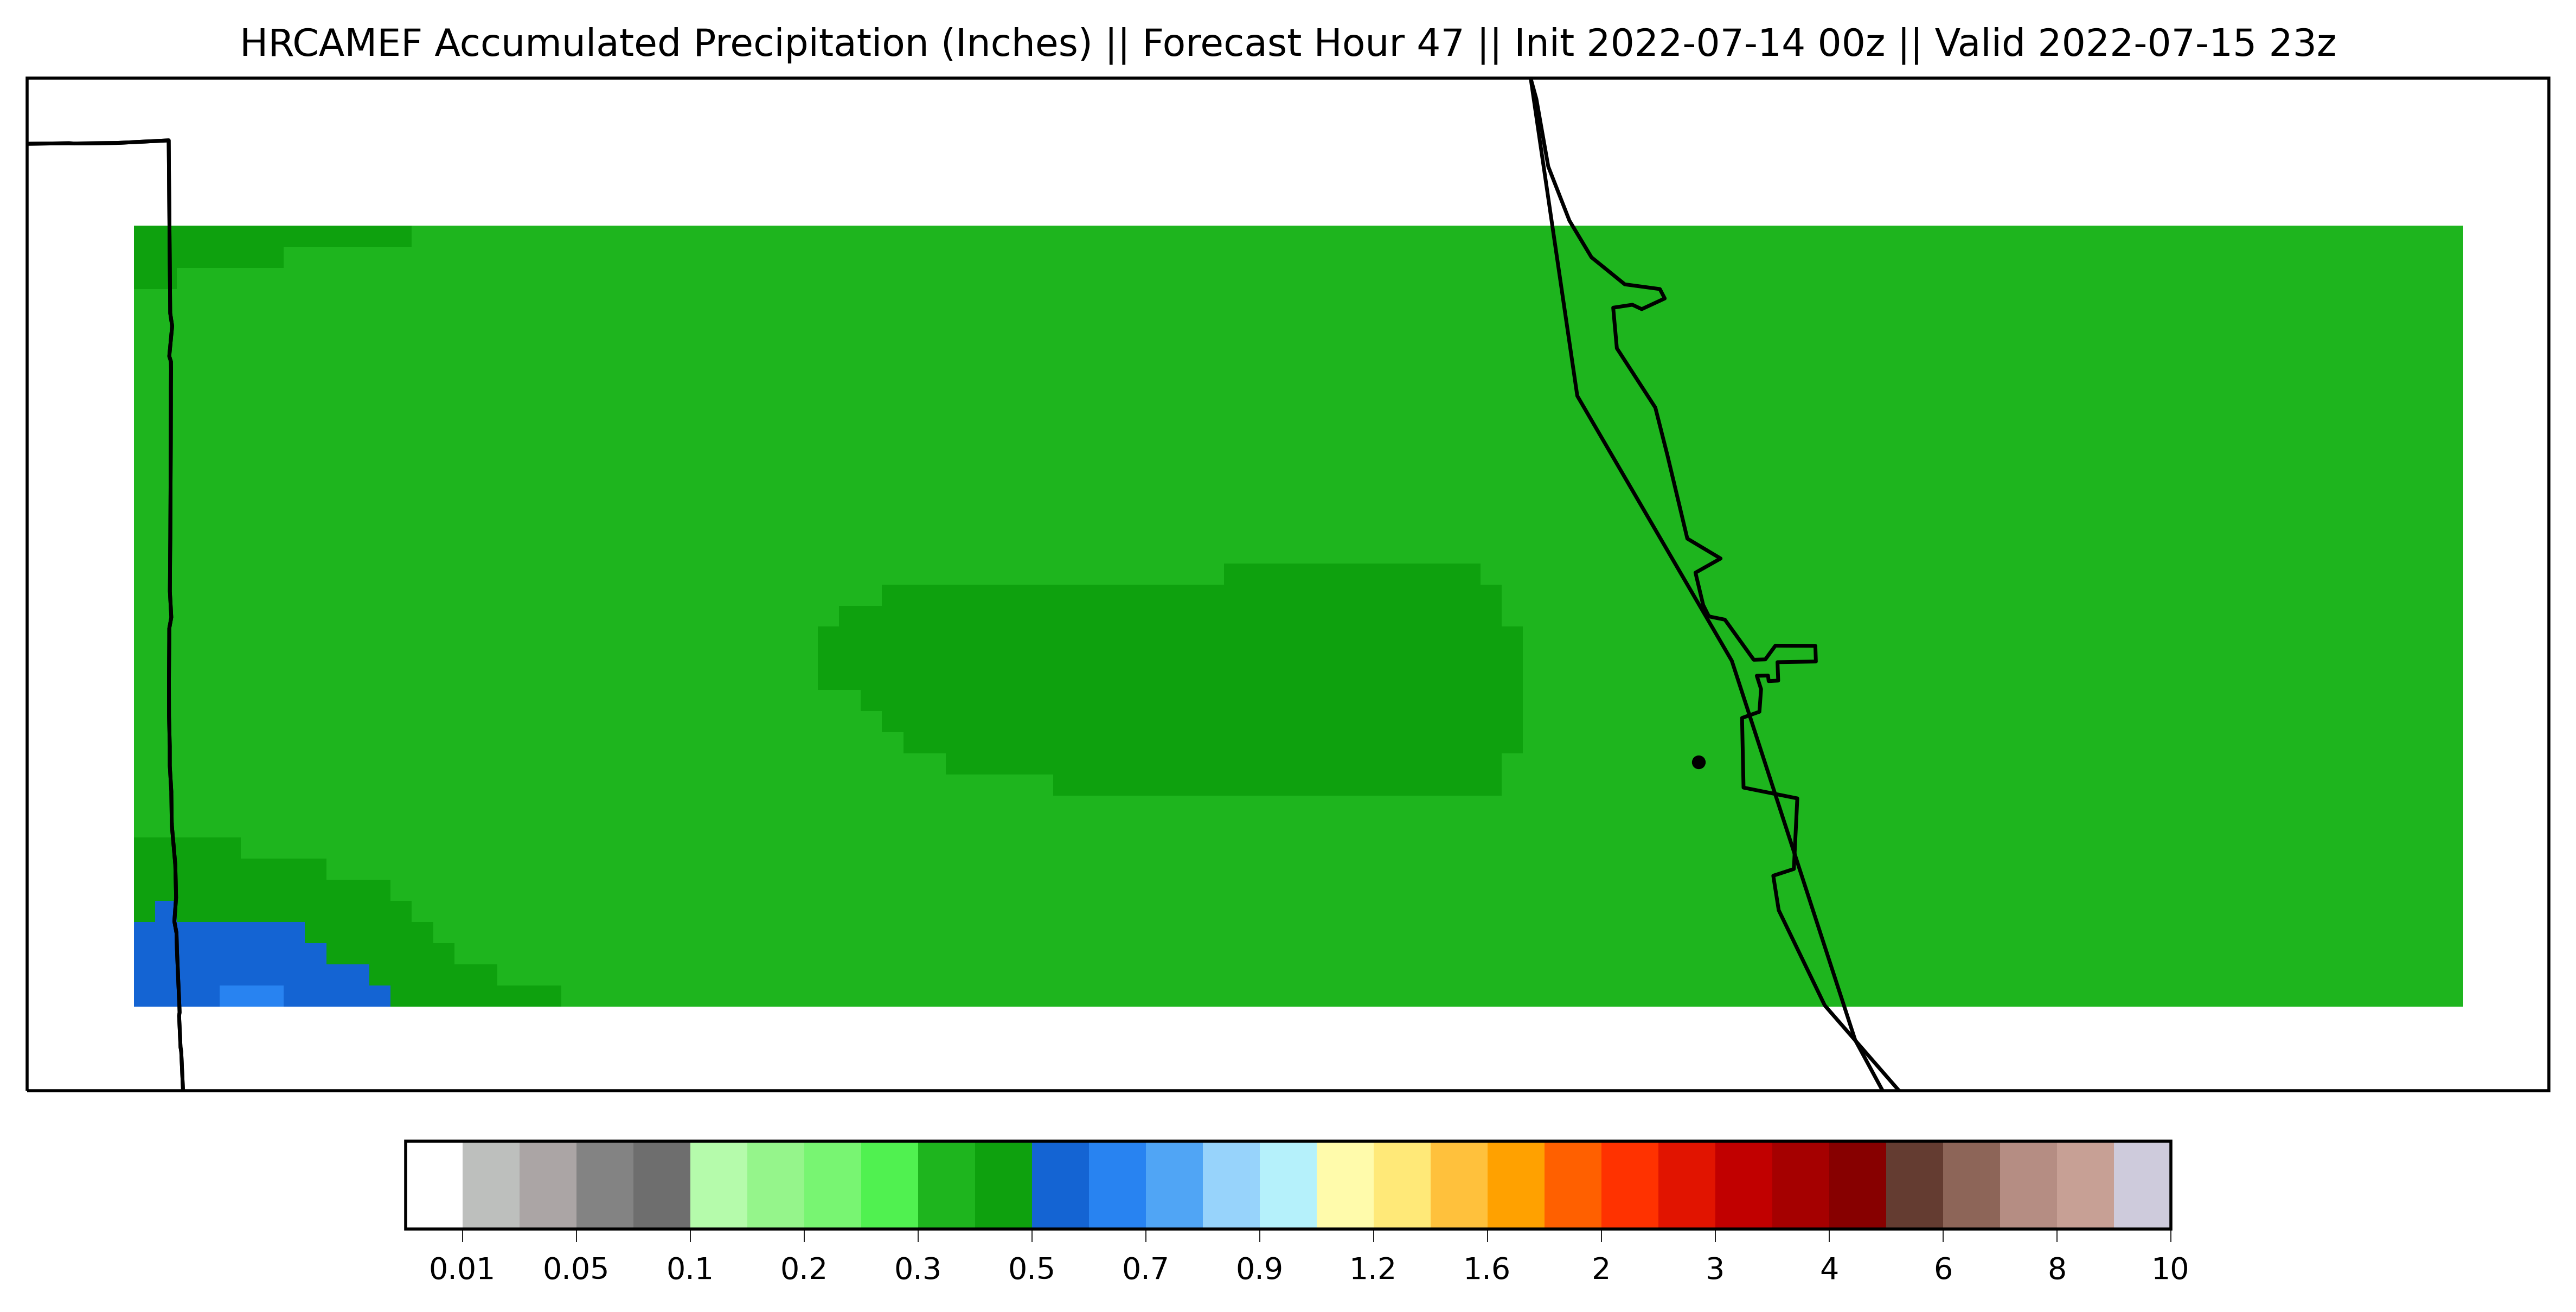 HRCAMEF Accumulated Precipitation (Inches) || Forecast Hour 47 || Init 2022-07-14 00z || Valid 2022-07-15 23z
0.01 0.05 0.1 0.2 0.3 0.5 0.7 0.9 1.2 1.6 2 3 4 6 8 10